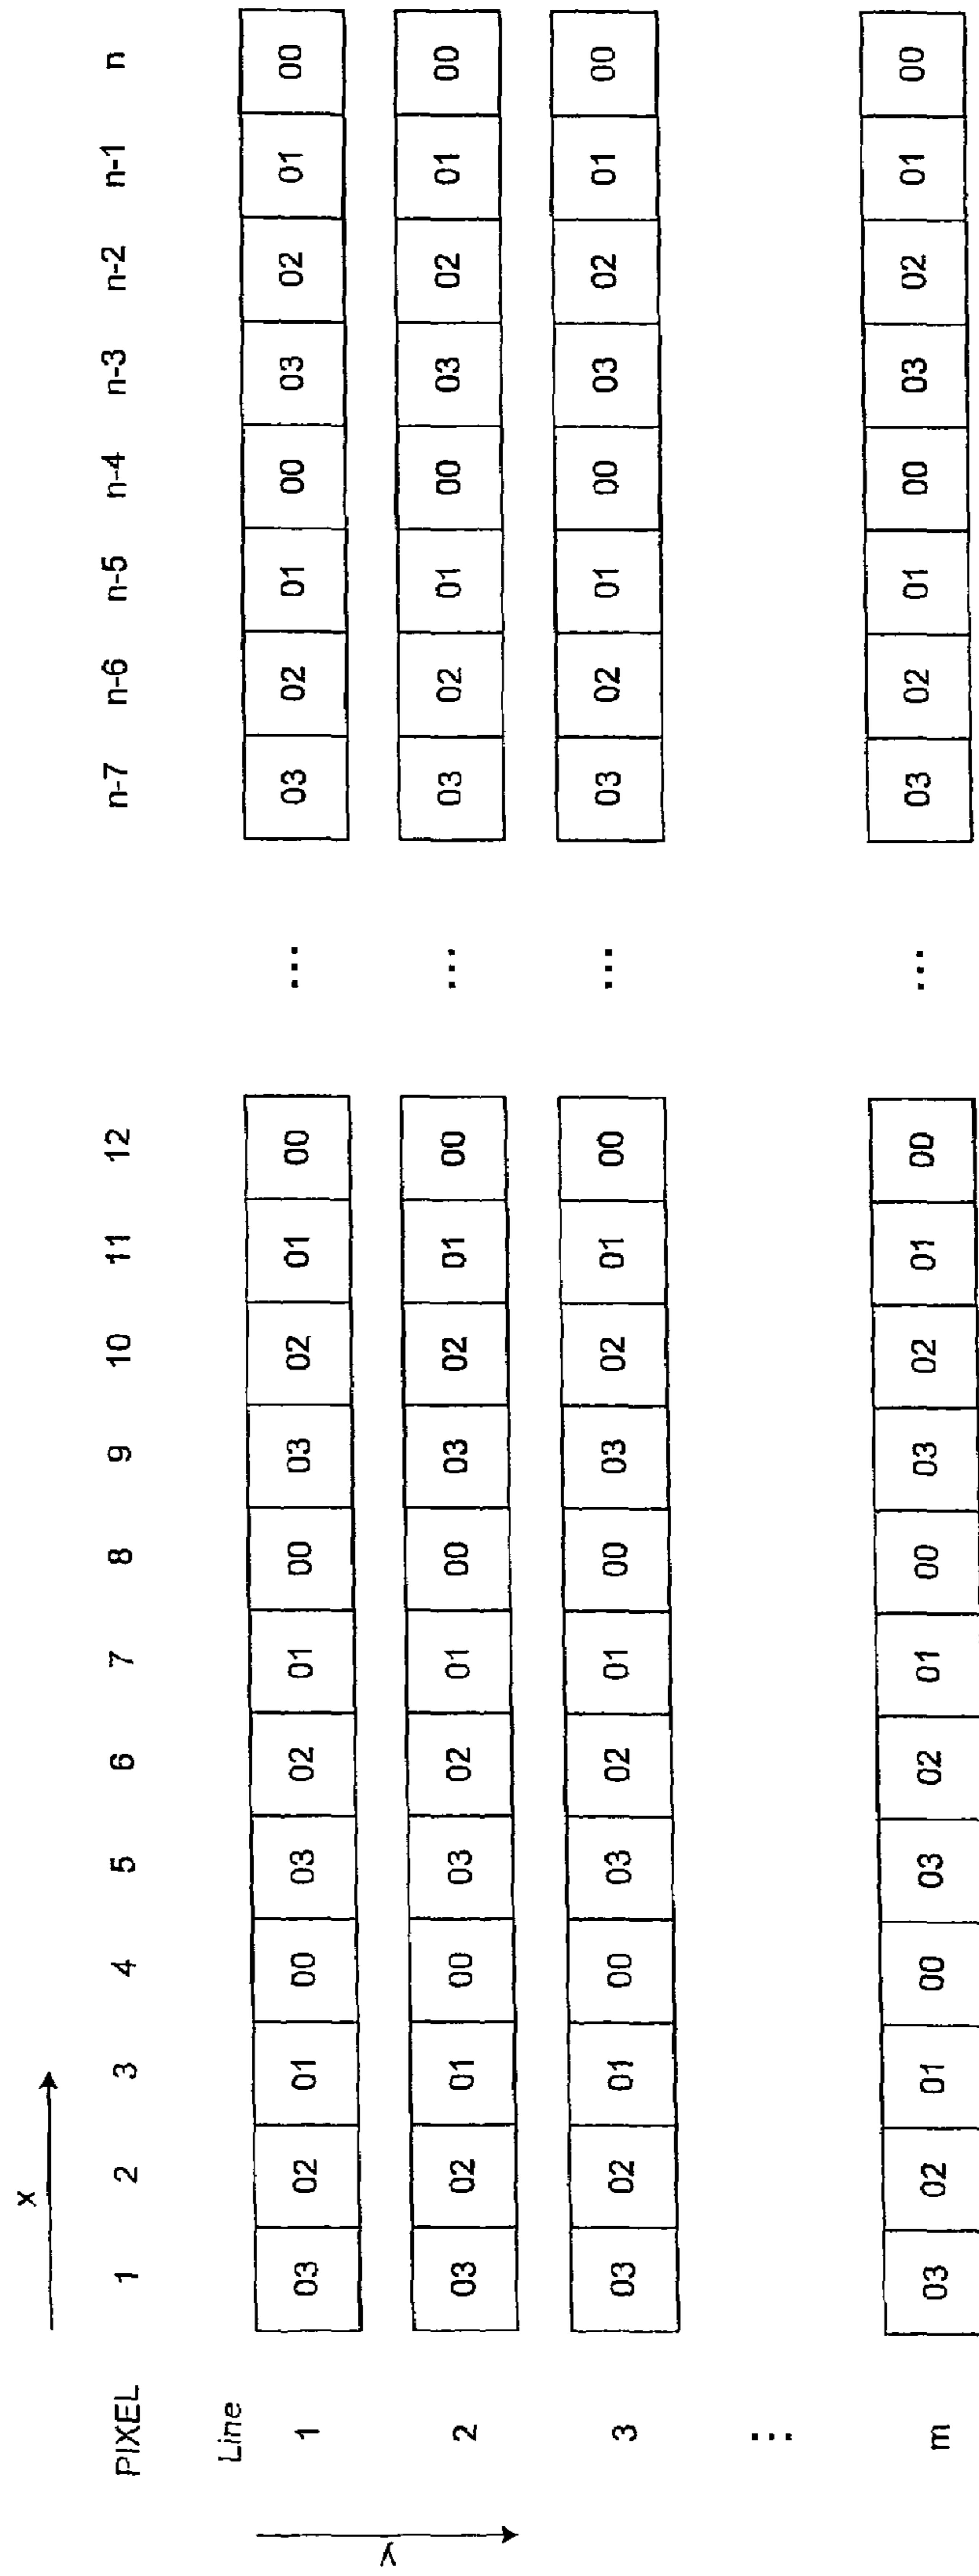 x
PIXEL 1 2 3 4 5 6 7 8 9 10 11 12 n-7 n-6 n-5 n-4 n-3 n-2 n-1 n
Line
1 03 02 01 00 03 02 01 00 03 02 01 00 ... 03 02 01 00 03 02 01 00
y
2 03 02 01 00 03 02 01 00 03 02 01 00 ... 03 02 01 00 03 02 01 00
3 03 02 01 00 03 02 01 00 03 02 01 00 ... 03 02 01 00 03 02 01 00
⋮
m 03 02 01 00 03 02 01 00 03 02 01 00 ... 03 02 01 00 03 02 01 00